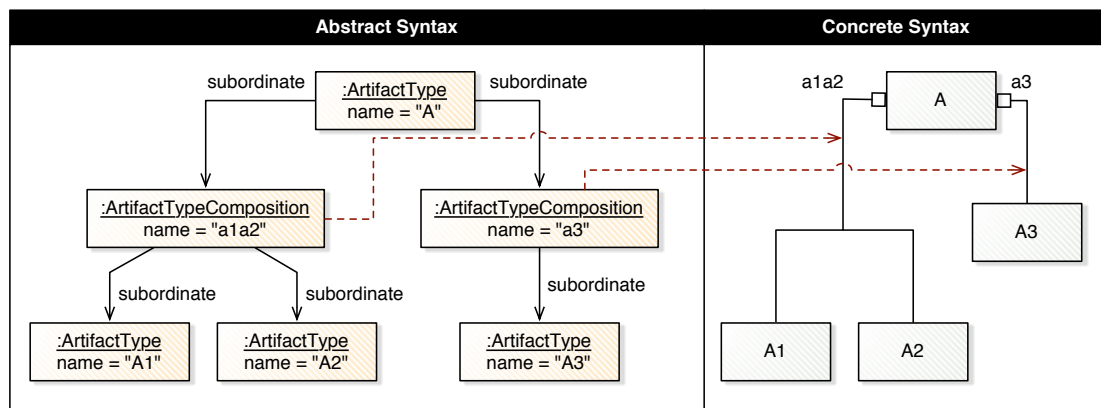 Abstract Syntax
Concrete Syntax
subordinate
:ArtifactType
name = "A"
subordinate
:ArtifactTypeComposition
name = "a1a2"
:ArtifactTypeComposition
name = "a3"
subordinate
subordinate
subordinate
:ArtifactType
name = "A1"
:ArtifactType
name = "A2"
:ArtifactType
name = "A3"
a1a2
A
a3
A3
A1
A2